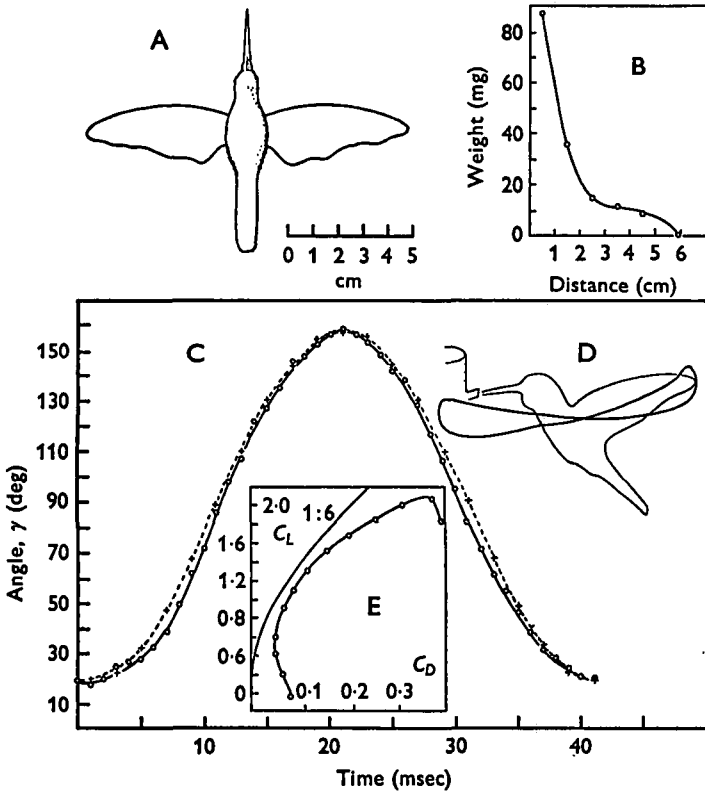 A
0 1 2 3 4 5
cm
B
Weight (mg)
80
60
40
20
0
1 2 3 4 5 6
Distance (cm)
C
D
Angle, γ (deg)
150
130
110
90
70
50
30
10
10 20 30 40
Time (msec)
E
2·0 1:6
C_L
1·6
1·2
0·8
0·6
0
C_D
0·1 0·2 0·3